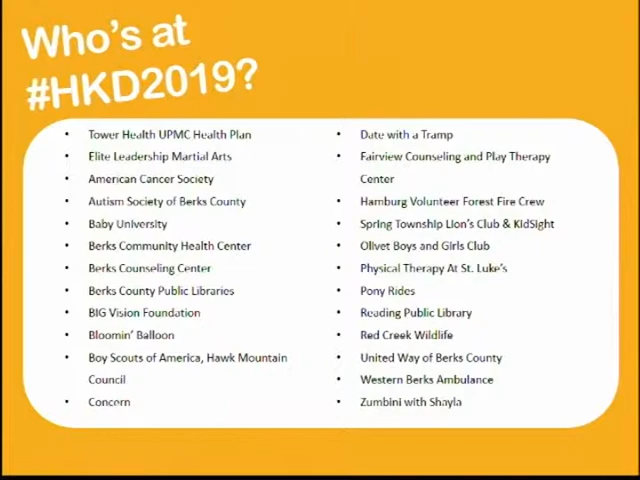 Who's at
#HKD2019?
• Tower Health UPMC Health Plan
• Elite Leadership Martial Arts
• American Cancer Society
• Autism Society of Berks County
• Baby University
• Berks Community Health Center
• Berks Counseling Center
• Berks County Public Libraries
• BIG Vision Foundation
• Bloomin' Balloon
• Boy Scouts of America, Hawk Mountain
Council
• Concern
• Date with a Tramp
• Fairview Counseling and Play Therapy
Center
• Hamburg Volunteer Forest Fire Crew
• Spring Township Lion's Club & KidSight
• Olivet Boys and Girls Club
• Physical Therapy At St. Luke's
• Pony Rides
• Reading Public Library
• Red Creek Wildlife
• United Way of Berks County
• Western Berks Ambulance
• Zumbini with Shayla